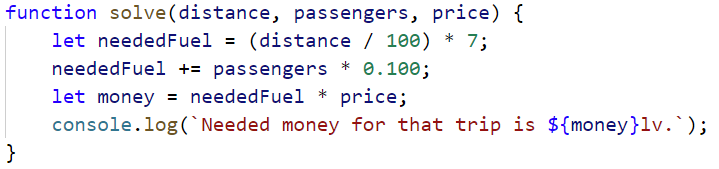 function solve(distance, passengers, price) {
    let neededFuel = (distance / 100) * 7;
    neededFuel += passengers * 0.100;
    let money = neededFuel * price;
    console.log(`Needed money for that trip is ${money}lv.`);
}